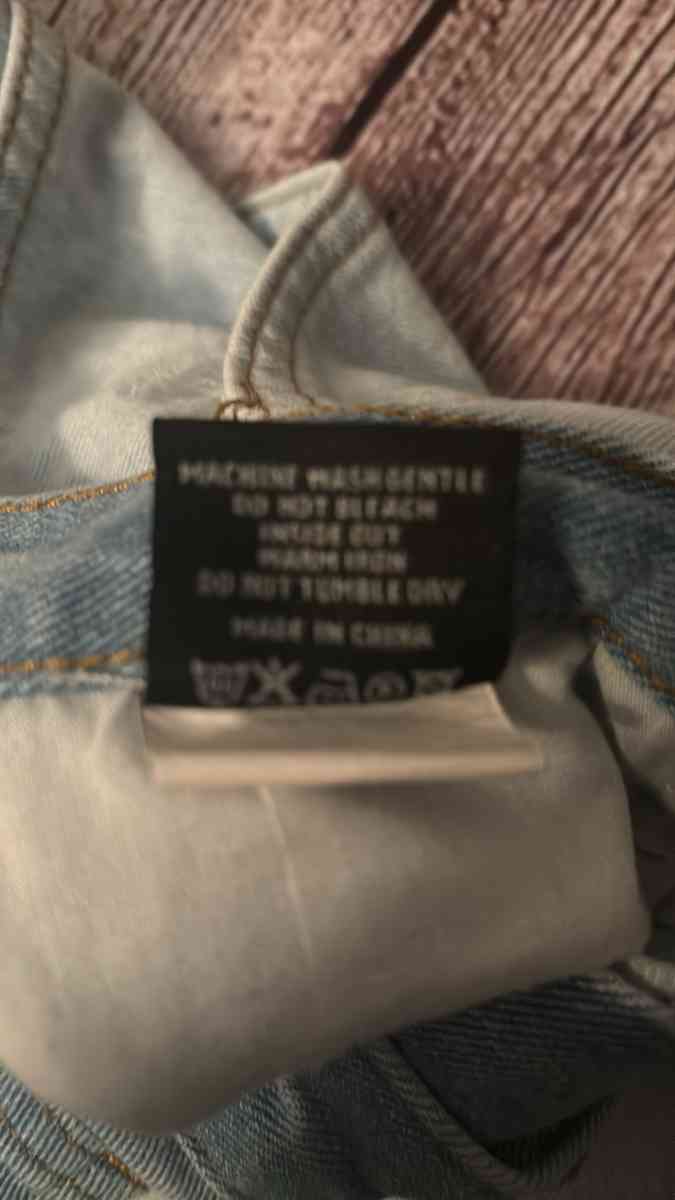 MACHINE WASH GENTLE
DO NOT BLEACH
INSIDE OUT
WARM IRON
DO NOT TUMBLE DRY
MADE IN CHINA